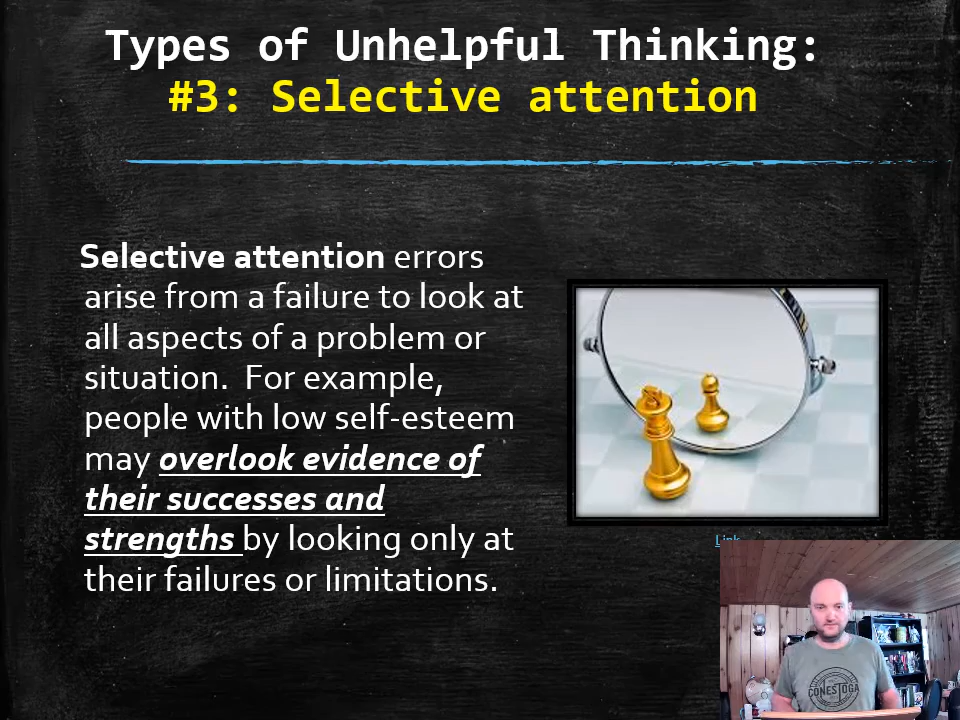 Types of Unhelpful Thinking:
#3: Selective attention
Selective attention errors
arise from a failure to look at
all aspects of a problem or
situation.  For example,
people with low self-esteem
may overlook evidence of
their successes and
strengths by looking only at
their failures or limitations.
Link
CONESTOGA